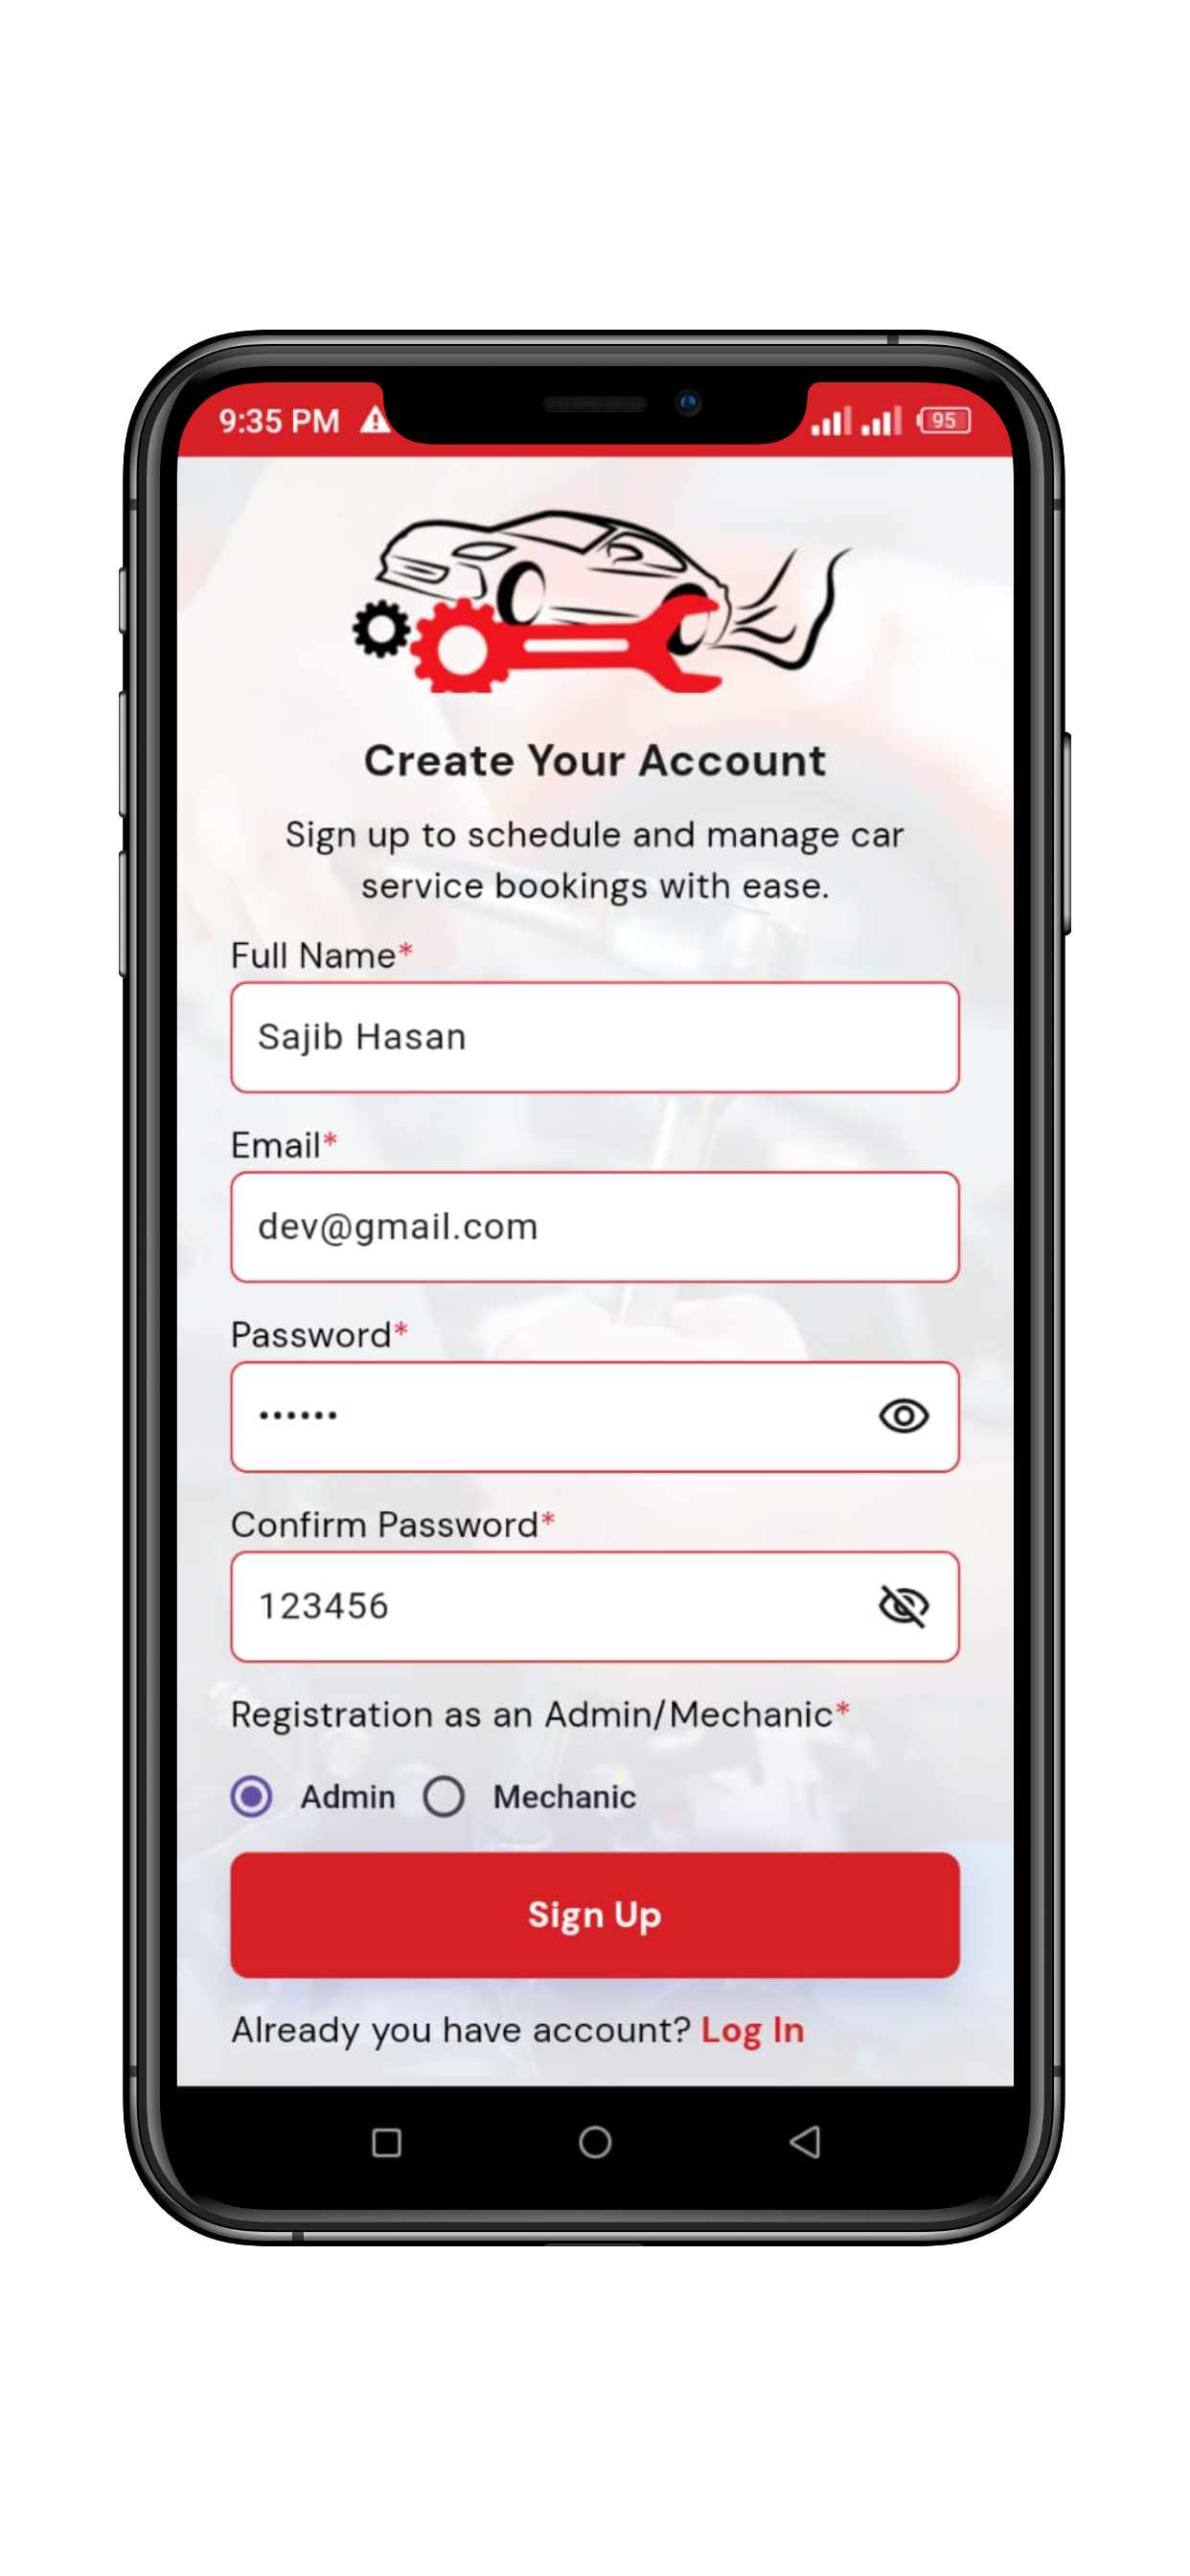 9:35 PM
95
Create Your Account
Sign up to schedule and manage car
service bookings with ease.
Full Name*
Sajib Hasan
Email*
dev@gmail.com
Password*
••••••
Confirm Password*
123456
Registration as an Admin/Mechanic*
Admin Mechanic
Sign Up
Already you have account? Log In